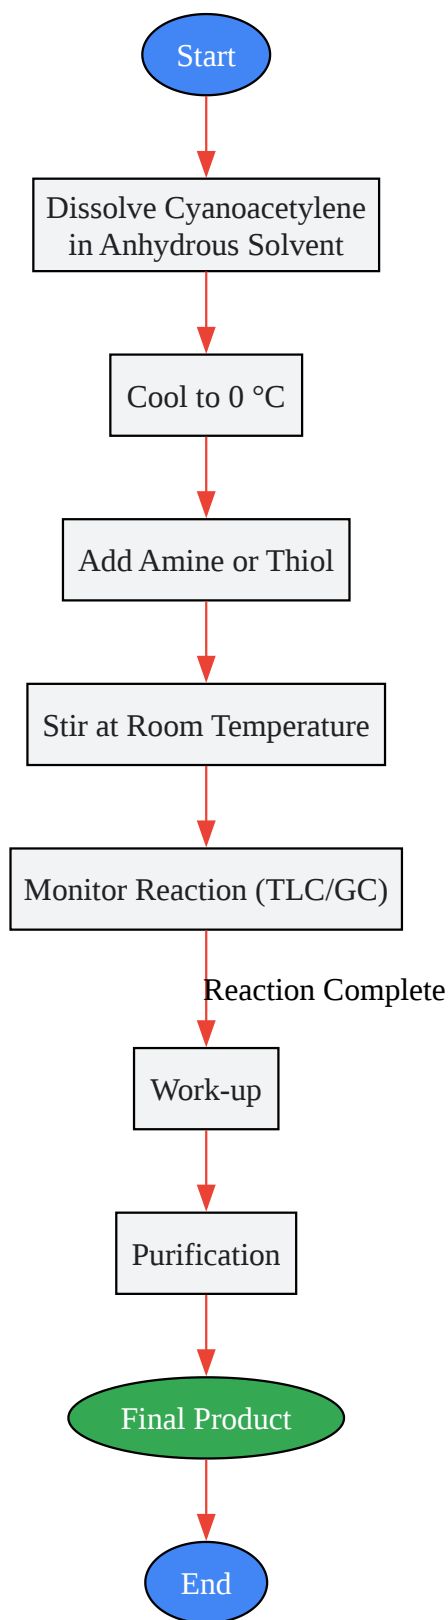 Start
Dissolve Cyanoacetylene
in Anhydrous Solvent
Cool to 0 °C
Add Amine or Thiol
Stir at Room Temperature
Monitor Reaction (TLC/GC)
Reaction Complete
Work-up
Purification
Final Product
End